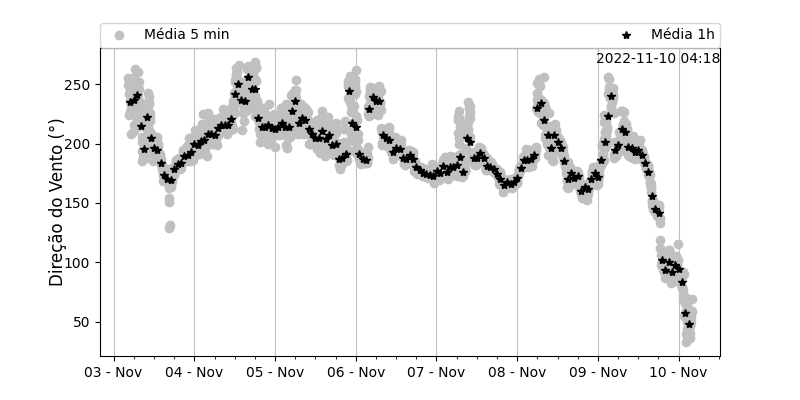 Média 5 min
Média 1h
2022-11-10 04:18
Direção do Vento (°)
250
200
150
100
50
03 - Nov
04 - Nov
05 - Nov
06 - Nov
07 - Nov
08 - Nov
09 - Nov
10 - Nov